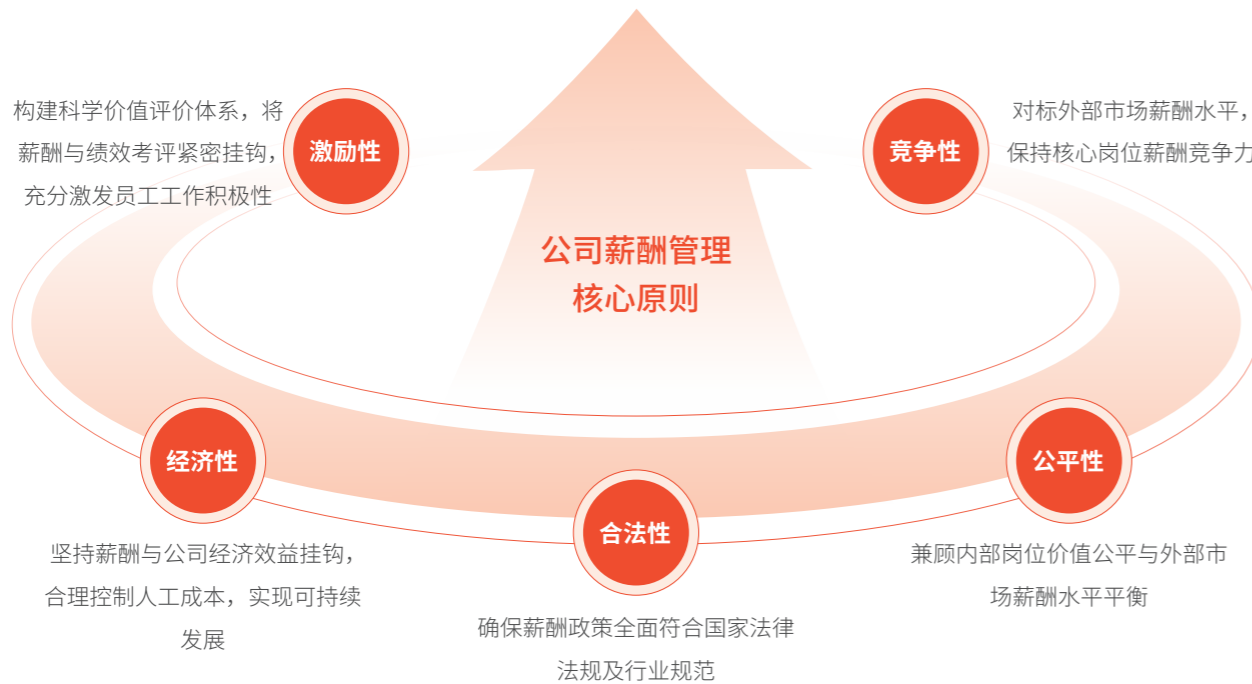 构建科学价值评价体系，将
薪酬与绩效考评紧密挂钩，
充分激发员工工作积极性
激励性
竞争性
对标外部市场薪酬水平，
保持核心岗位薪酬竞争力
公司薪酬管理
核心原则
经济性
坚持薪酬与公司经济效益挂钩，
合理控制人工成本，实现可持续
发展
合法性
确保薪酬政策全面符合国家法律
法规及行业规范
公平性
兼顾内部岗位价值公平与外部市
场薪酬水平平衡